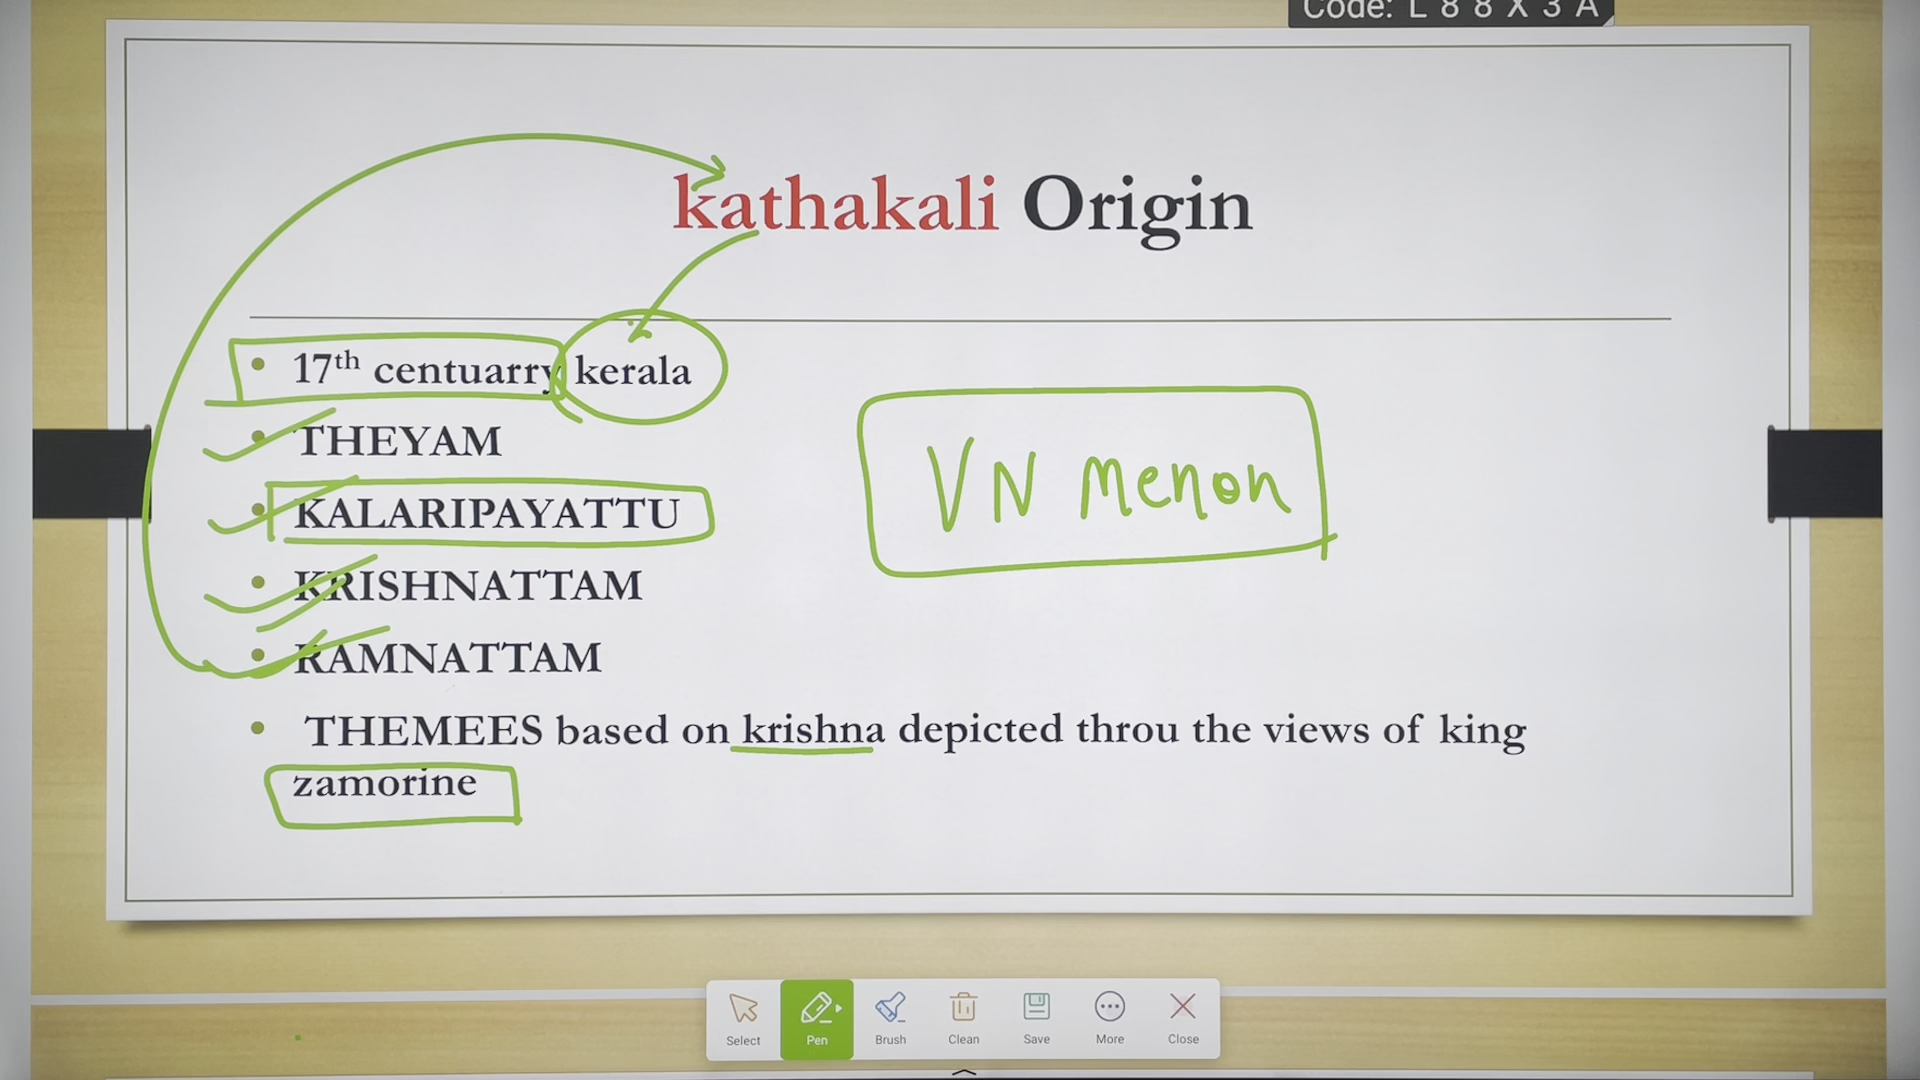 Code: L 8 8 X 3 A
kathakali Origin
• 17th centuarry kerala
• THEYAM
• KALARIPAYATTU
• KRISHNATTAM
• RAMNATTAM
• THEMEES based on krishna depicted throu the views of king
zamorine
VN Menon
Select Pen Brush Clean Save More Close